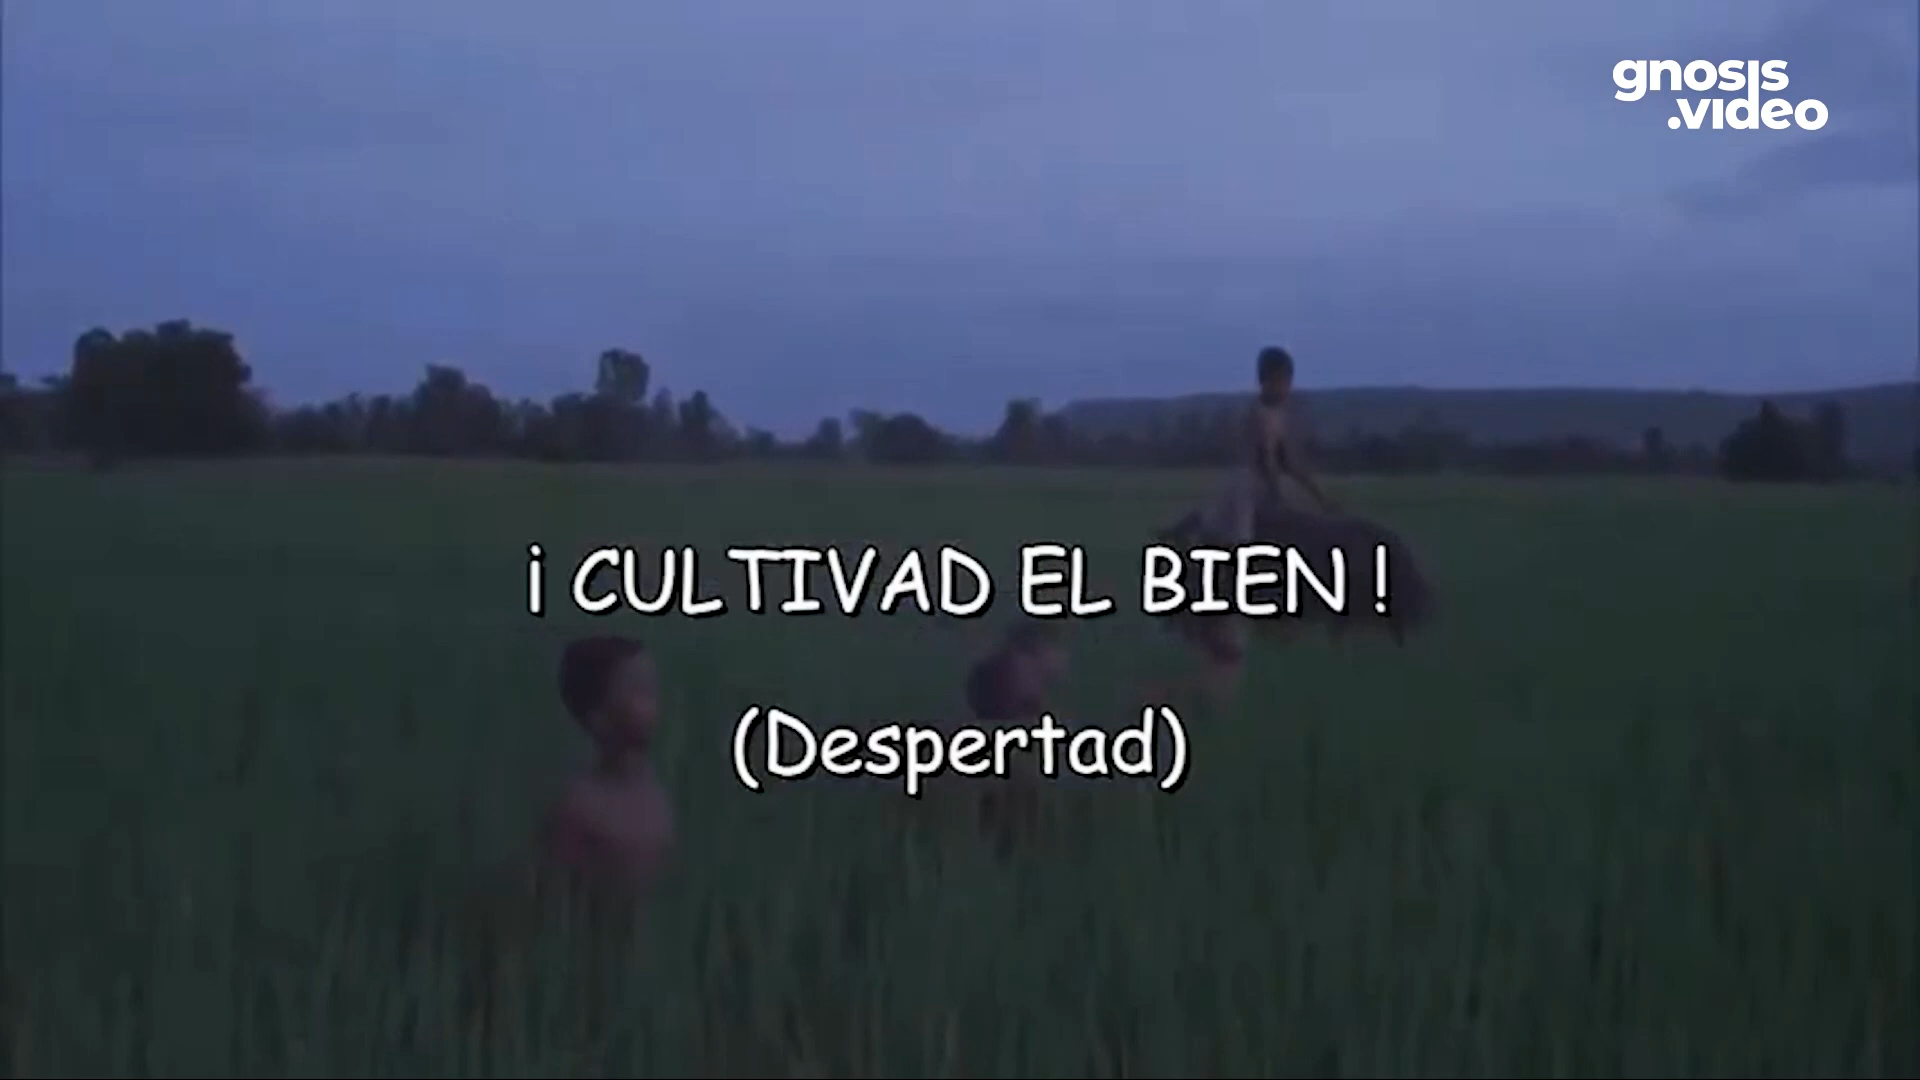 gnosis
.video
¡ CULTIVAD EL BIEN !
(Despertad)